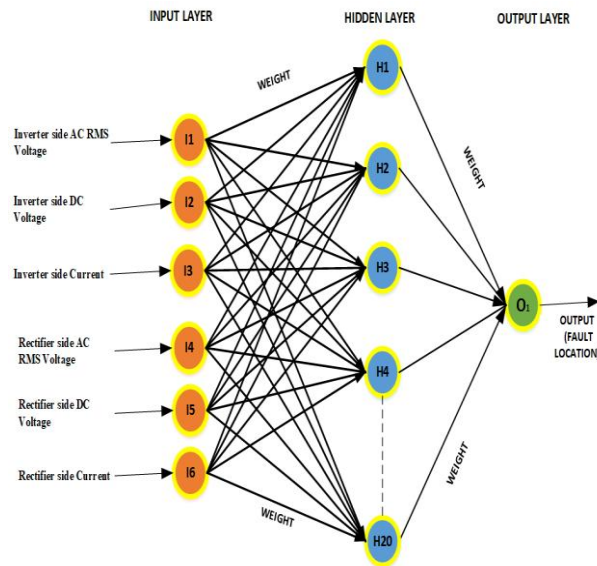 INPUT LAYER
HIDDEN LAYER
OUTPUT LAYER
Inverter side AC RMS
Voltage
Inverter side DC
Voltage
Inverter side Current
Rectifier side AC
RMS Voltage
Rectifier side DC
Voltage
Rectifier side Current
I1
I2
I3
I4
I5
I6
WEIGHT
WEIGHT
H1
H2
H3
H4
H20
WEIGHT
WEIGHT
O1
OUTPUT
(FAULT
LOCATION